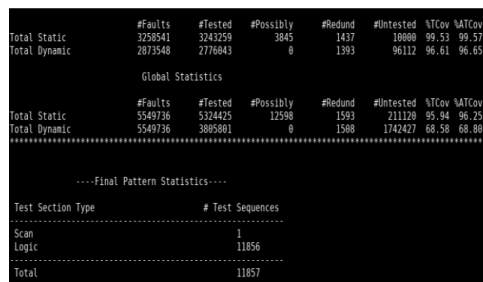 #Faults #Tested #Possibly #Redund #Untested %TCov %ATCov
Total Static 3258541 3243259 3845 1437 10000 99.53 99.57
Total Dynamic 2873548 2776043 0 1393 96112 96.61 96.65
Global Statistics
#Faults #Tested #Possibly #Redund #Untested %TCov %ATCov
Total Static 5549736 5324425 12598 1593 211120 95.94 96.25
Total Dynamic 5549736 3805801 0 1508 1742427 68.58 68.80
----Final Pattern Statistics----
Test Section Type # Test Sequences
Scan 1
Logic 11856
Total 11857